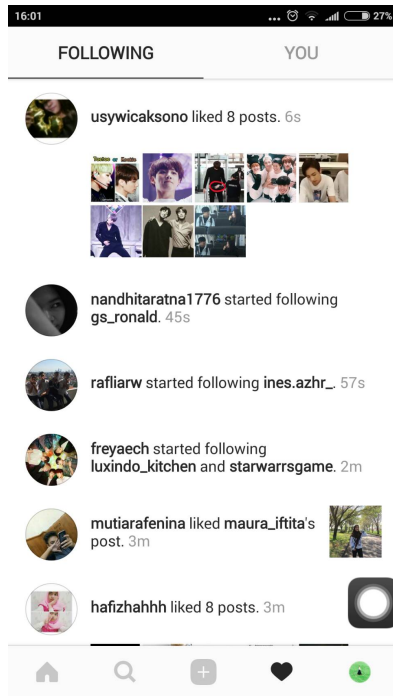 16:01
27%
FOLLOWING
YOU
usywicaksono liked 8 posts. 6s
nandhitaratna1776 started following
gs_ronald. 45s
rafliarw started following ines.azhr_. 57s
freyaech started following
luxindo_kitchen and starwarrsgame. 2m
mutiarafenina liked maura_iftita's
post. 3m
hafizhahhh liked 8 posts. 3m